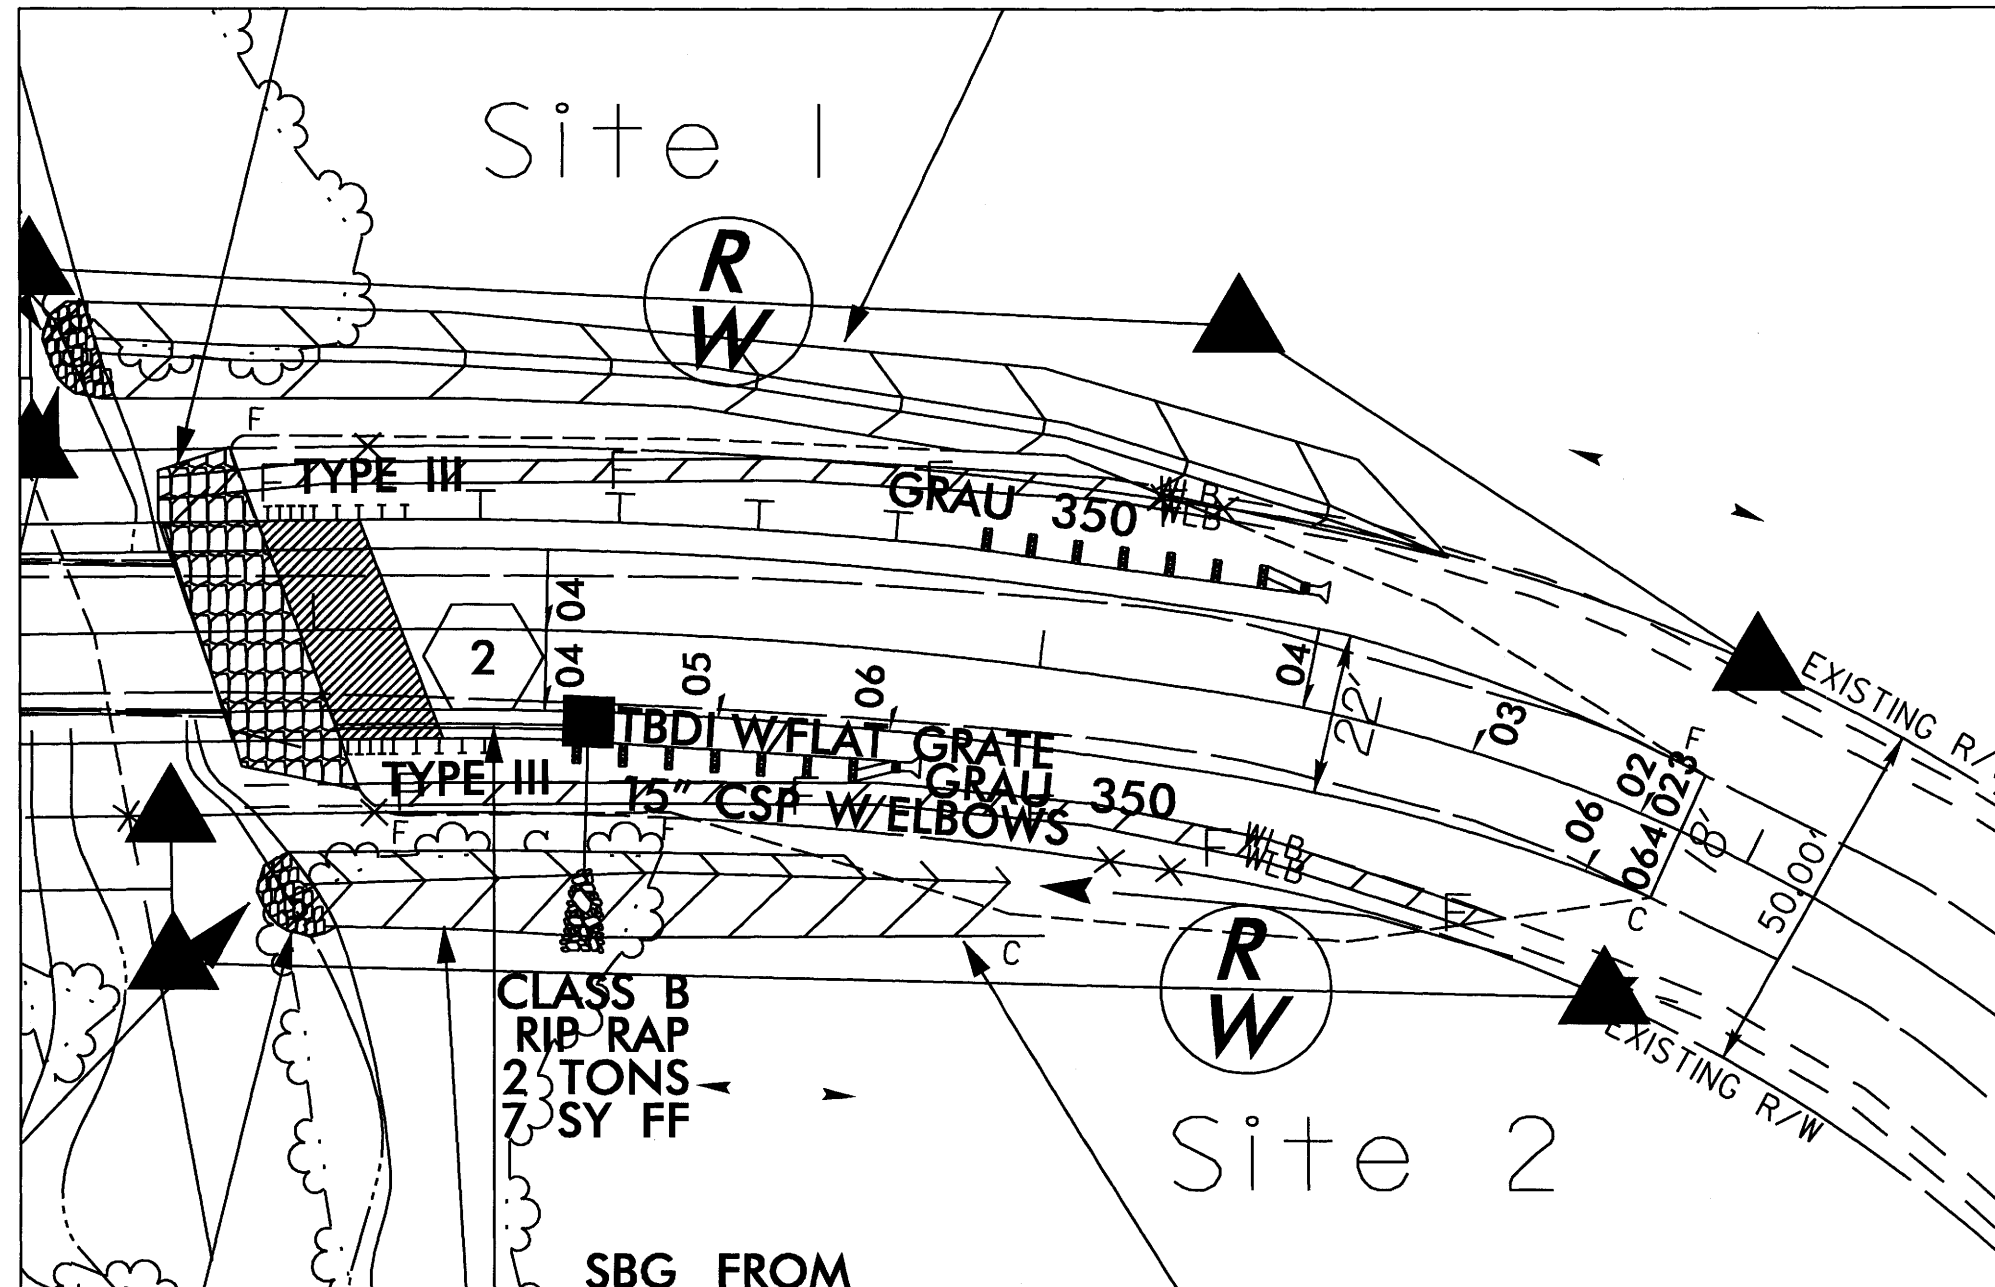 Site 1
R
W
F
TYPE III
F
F
F
GRAU 350
WLB
WLB
2
04
04
05
06
04
22'
03
02
023
06
064
F
C
18'
50.00'
EXISTING R/
EXISTING R/W
TBDI W/FLAT GRATE
TYPE III
GRAU 350
15" CSP W/ELBOWS
F
F
F
WLB
WLB
F
C
R
W
CLASS B
RIP RAP
2 TONS
7 SY FF
Site 2
SBG FROM